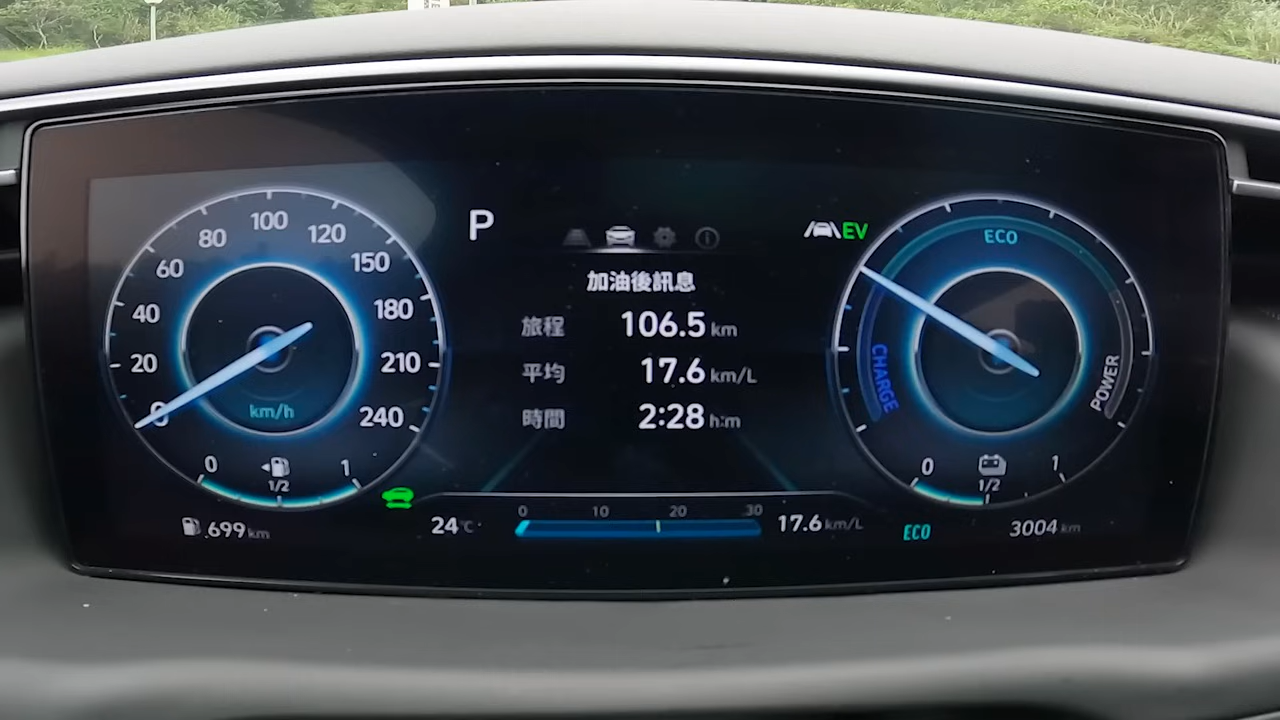 P
EV
加油後訊息
旅程 106.5 km
平均 17.6 km/L
時間 2:28 h:m
0
20
40
60
80
100
120
150
180
210
240
km/h
0 1/2 1
ECO
CHARGE
POWER
0 1/2 1
699 km
24 °C
0 10 20 30
17.6 km/L
ECO
3004 km